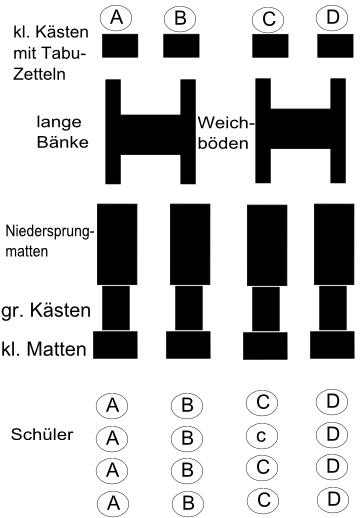 A B C D
kl. Kästen
mit Tabu-
Zetteln
lange
Bänke
Weich-
böden
Niedersprung-
matten
gr. Kästen
kl. Matten
A B C D
Schüler
A B c D
A B C D
A B C D